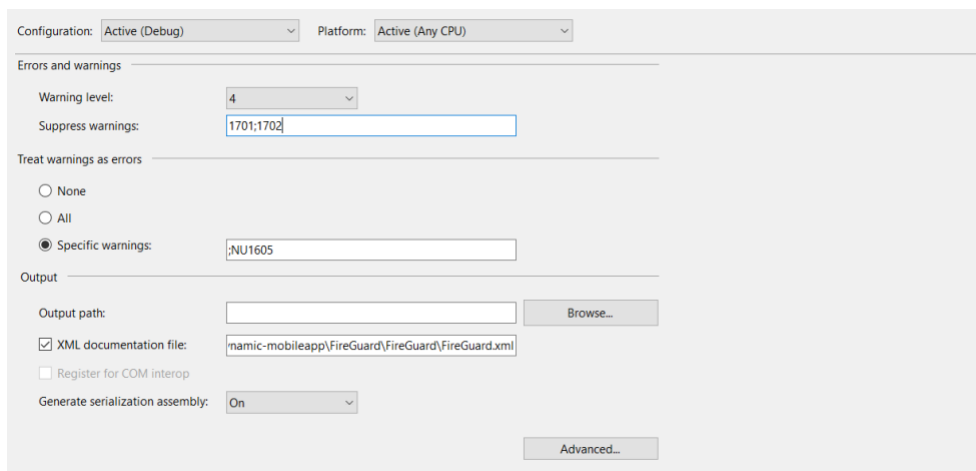 Configuration: Active (Debug) Platform: Active (Any CPU)
Errors and warnings
Warning level: 4
Suppress warnings: 1701;1702
Treat warnings as errors
None
All
Specific warnings: ;NU1605
Output
Output path: Browse...
XML documentation file: namic-mobileapp\FireGuard\FireGuard\FireGuard.xml
Register for COM interop
Generate serialization assembly: On
Advanced...